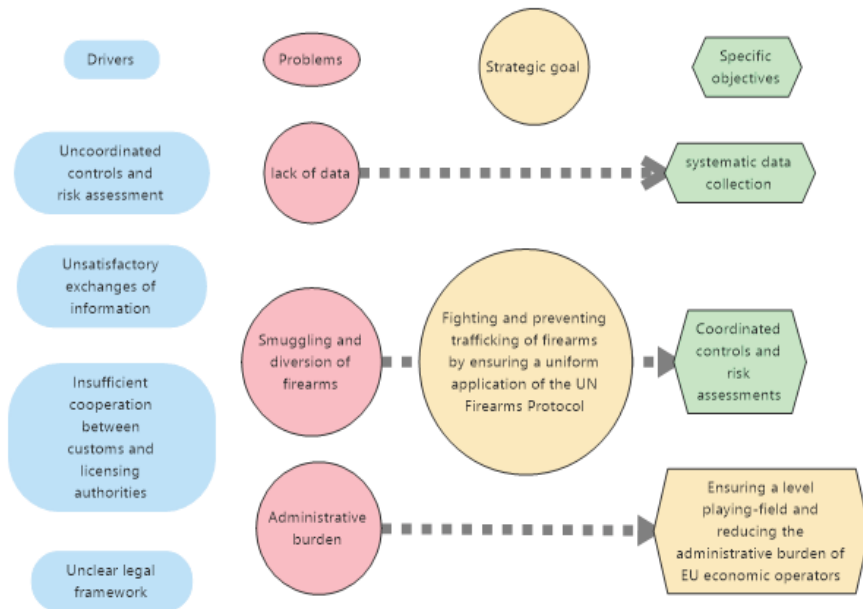 Drivers
Problems
Strategic goal
Specific
objectives
Uncoordinated
controls and
risk assessment
lack of data
systematic data
collection
Unsatisfactory
exchanges of
information
Smuggling and
diversion of
firearms
Fighting and preventing
trafficking of firearms
by ensuring a uniform
application of the UN
Firearms Protocol
Coordinated
controls and
risk
assessments
Insufficient
cooperation
between
customs and
licensing
authorities
Administrative
burden
Ensuring a level
playing-field and
reducing the
administrative burden of
EU economic operators
Unclear legal
framework